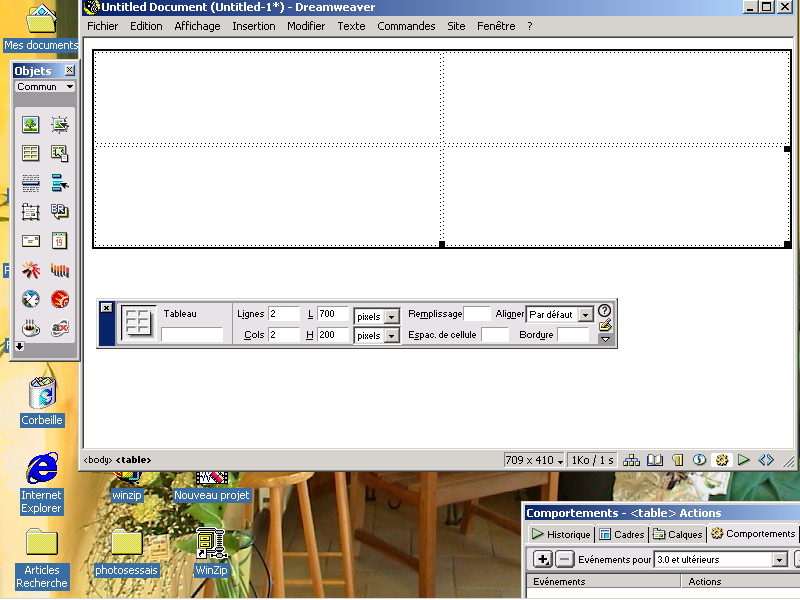 Untitled Document (Untitled-1*) - Dreamweaver
Fichier Edition Affichage Insertion Modifier Texte Commandes Site Fenêtre ?
Mes documents
Objets
Commun
Tableau Lignes 2 L 700 pixels Remplissage Aligner Par défaut
Cols 2 H 200 pixels Espac. de cellule Bordure
Corbeille
<body> <table> 709 x 410 1Ko / 1 s
Internet Explorer
winzip
Nouveau projet
Articles Recherche
photosessais
WinZip
Comportements - <table> Actions
Historique Cadres Calques Comportements
Evénements pour 3.0 et ultérieurs
Evénements Actions